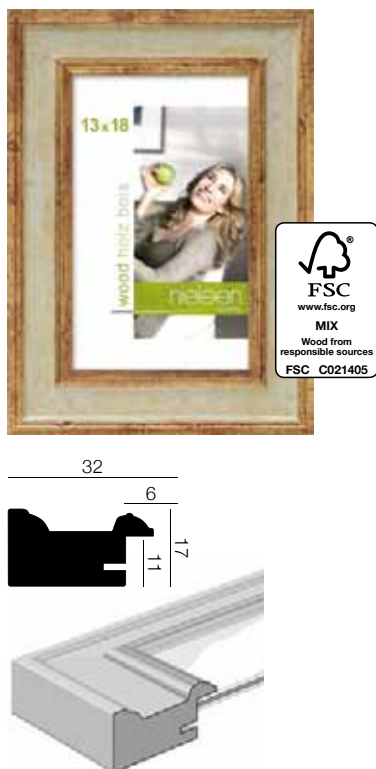 13x18
wood holz bois
nielsen
®
FSC
www.fsc.org
MIX
Wood from
responsible sources
FSC C021405
32
6
17
11